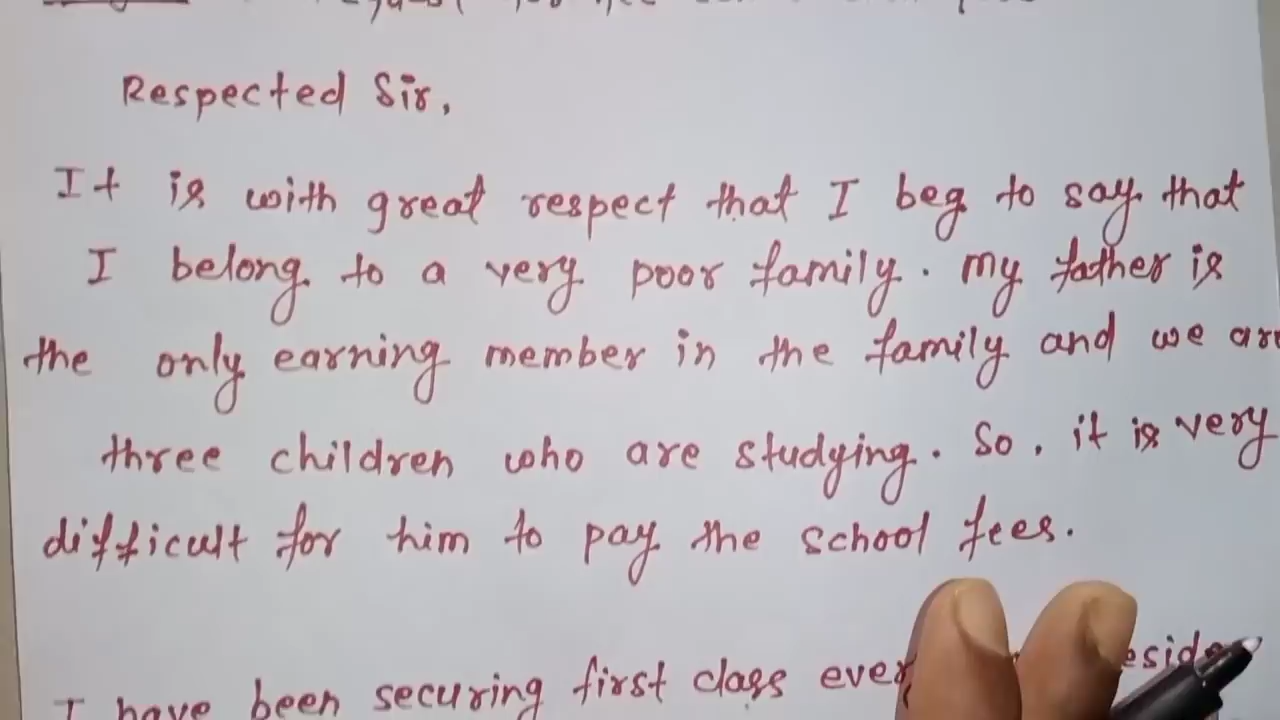 Respected Sir,
It is with great respect that I beg to say that
I belong to a very poor family. My father is
the only earning member in the family and we are
three children who are studying. So, it is very
difficult for him to pay the school fees.
I have been securing first class